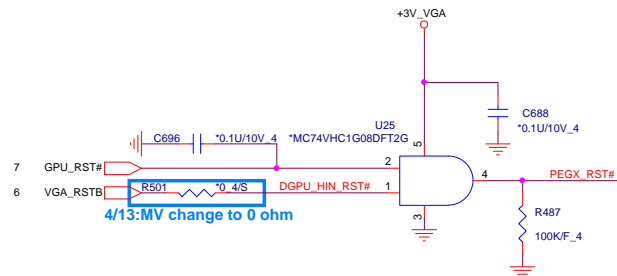 +3V_VGA
C696
*0.1U/10V_4
U25
*MC74VHC1G08DFT2G
C688
*0.1U/10V_4
5
7 GPU_RST#
2
4
PEGX_RST#
6 VGA_RSTB
R501
*0_4/S
DGPU_HIN_RST#
1
4/13:MV change to 0 ohm
3
R487
100K/F_4